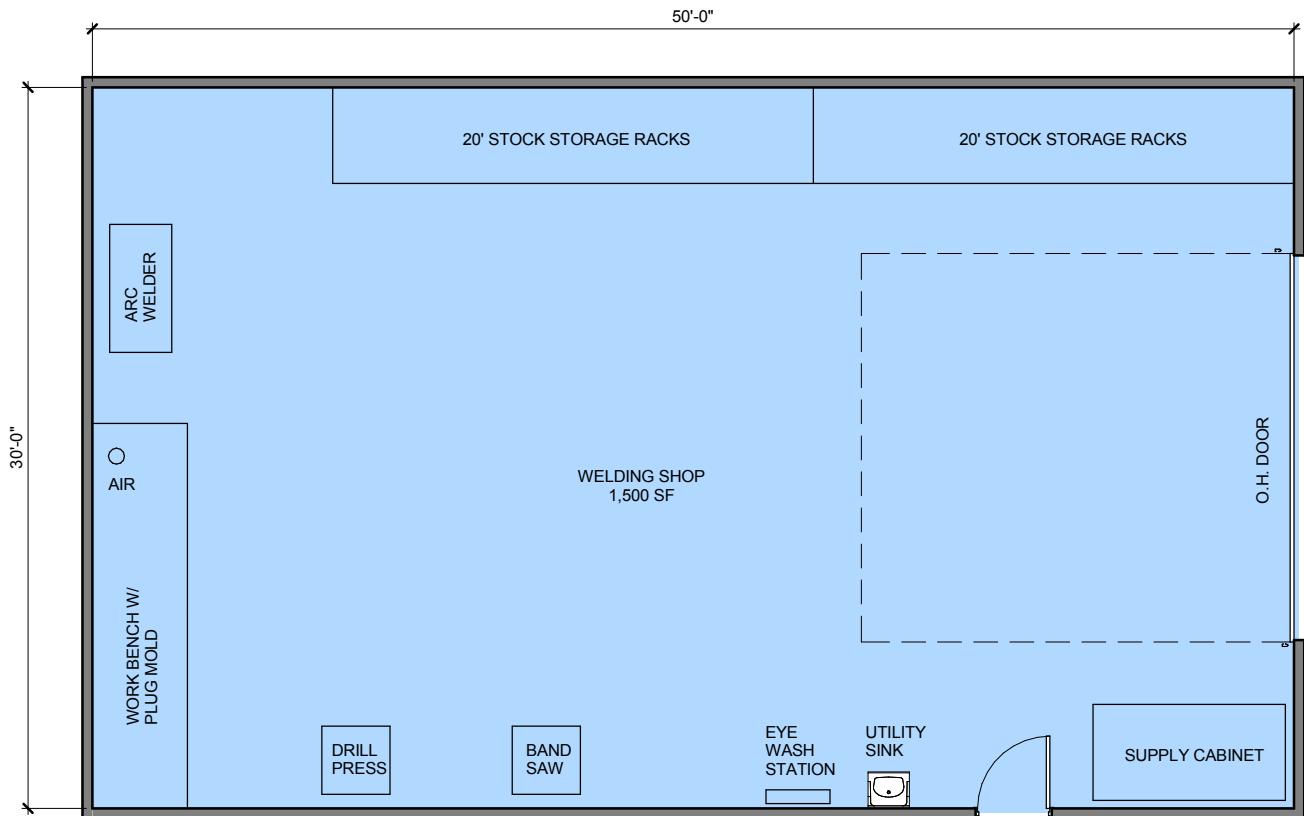 50'-0"
20' STOCK STORAGE RACKS
20' STOCK STORAGE RACKS
ARC
WELDER
30'-0"
AIR
WORK BENCH W/
PLUG MOLD
WELDING SHOP
1,500 SF
O.H. DOOR
DRILL
PRESS
BAND
SAW
EYE
WASH
STATION
UTILITY
SINK
SUPPLY CABINET